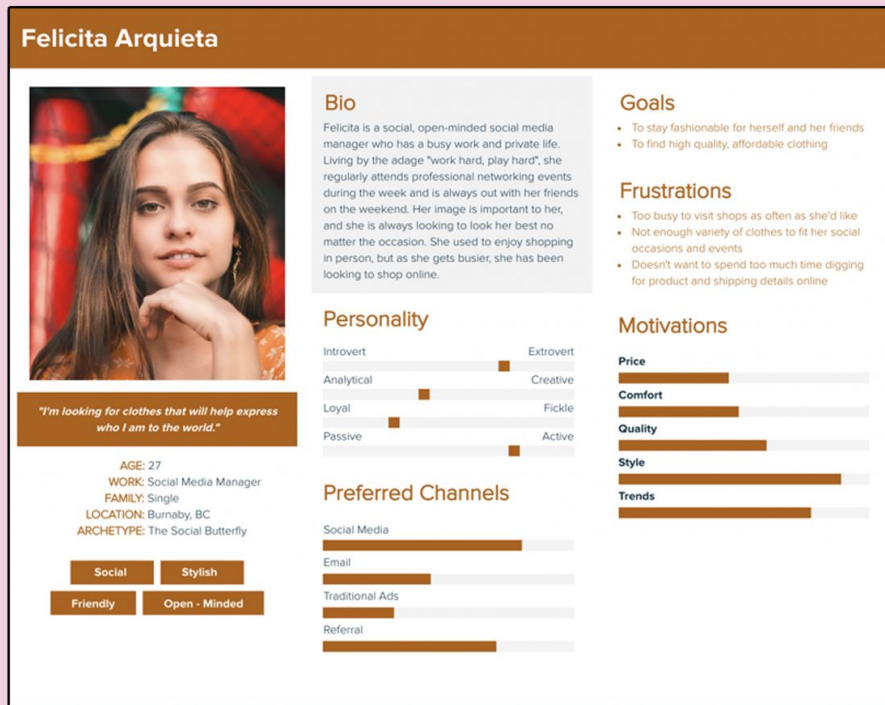 Felicita Arquieta
"I'm looking for clothes that will help express
who I am to the world."
AGE: 27
WORK: Social Media Manager
FAMILY: Single
LOCATION: Burnaby, BC
ARCHETYPE: The Social Butterfly
Social
Stylish
Friendly
Open - Minded
Bio
Felicita is a social, open-minded social media
manager who has a busy work and private life.
Living by the adage "work hard, play hard", she
regularly attends professional networking events
during the week and is always out with her friends
on the weekend. Her image is important to her,
and she is always looking to look her best no
matter the occasion. She used to enjoy shopping
in person, but as she gets busier, she has been
looking to shop online.
Personality
Introvert Extrovert
Analytical Creative
Loyal Fickle
Passive Active
Preferred Channels
Social Media
Email
Traditional Ads
Referral
Goals
• To stay fashionable for herself and her friends
• To find high quality, affordable clothing
Frustrations
• Too busy to visit shops as often as she'd like
• Not enough variety of clothes to fit her social
occasions and events
• Doesn't want to spend too much time digging
for product and shipping details online
Motivations
Price
Comfort
Quality
Style
Trends